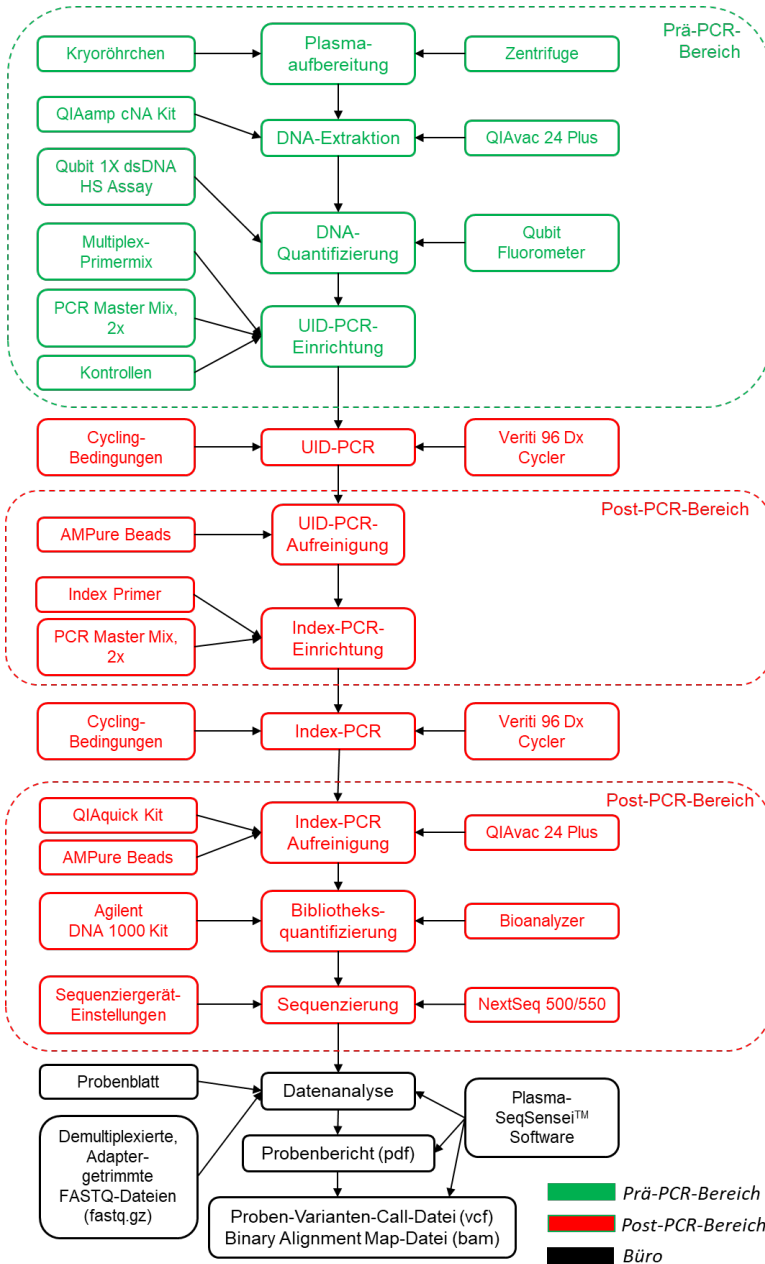 Prä-PCR-
Bereich
Kryoröhrchen
Plasma-
aufbereitung
Zentrifuge
QIAamp cNA Kit
DNA-Extraktion
QIAvac 24 Plus
Qubit 1X dsDNA
HS Assay
DNA-
Quantifizierung
Qubit
Fluorometer
Multiplex-
Primermix
PCR Master Mix,
2x
Kontrollen
UID-PCR-
Einrichtung
Cycling-
Bedingungen
UID-PCR
Veriti 96 Dx
Cycler
Post-PCR-Bereich
AMPure Beads
UID-PCR-
Aufreinigung
Index Primer
PCR Master Mix,
2x
Index-PCR-
Einrichtung
Cycling-
Bedingungen
Index-PCR
Veriti 96 Dx
Cycler
Post-PCR-Bereich
QIAquick Kit
AMPure Beads
Index-PCR
Aufreinigung
QIAvac 24 Plus
Agilent
DNA 1000 Kit
Bibliotheks-
quantifizierung
Bioanalyzer
Sequenziergerät-
Einstellungen
Sequenzierung
NextSeq 500/550
Probenblatt
Datenanalyse
Plasma-
SeqSensei™
Software
Demultiplexierte,
Adapter-
getrimmte
FASTQ-Dateien
(fastq.gz)
Probenbericht (pdf)
Proben-Varianten-Call-Datei (vcf)
Binary Alignment Map-Datei (bam)
Prä-PCR-Bereich
Post-PCR-Bereich
Büro